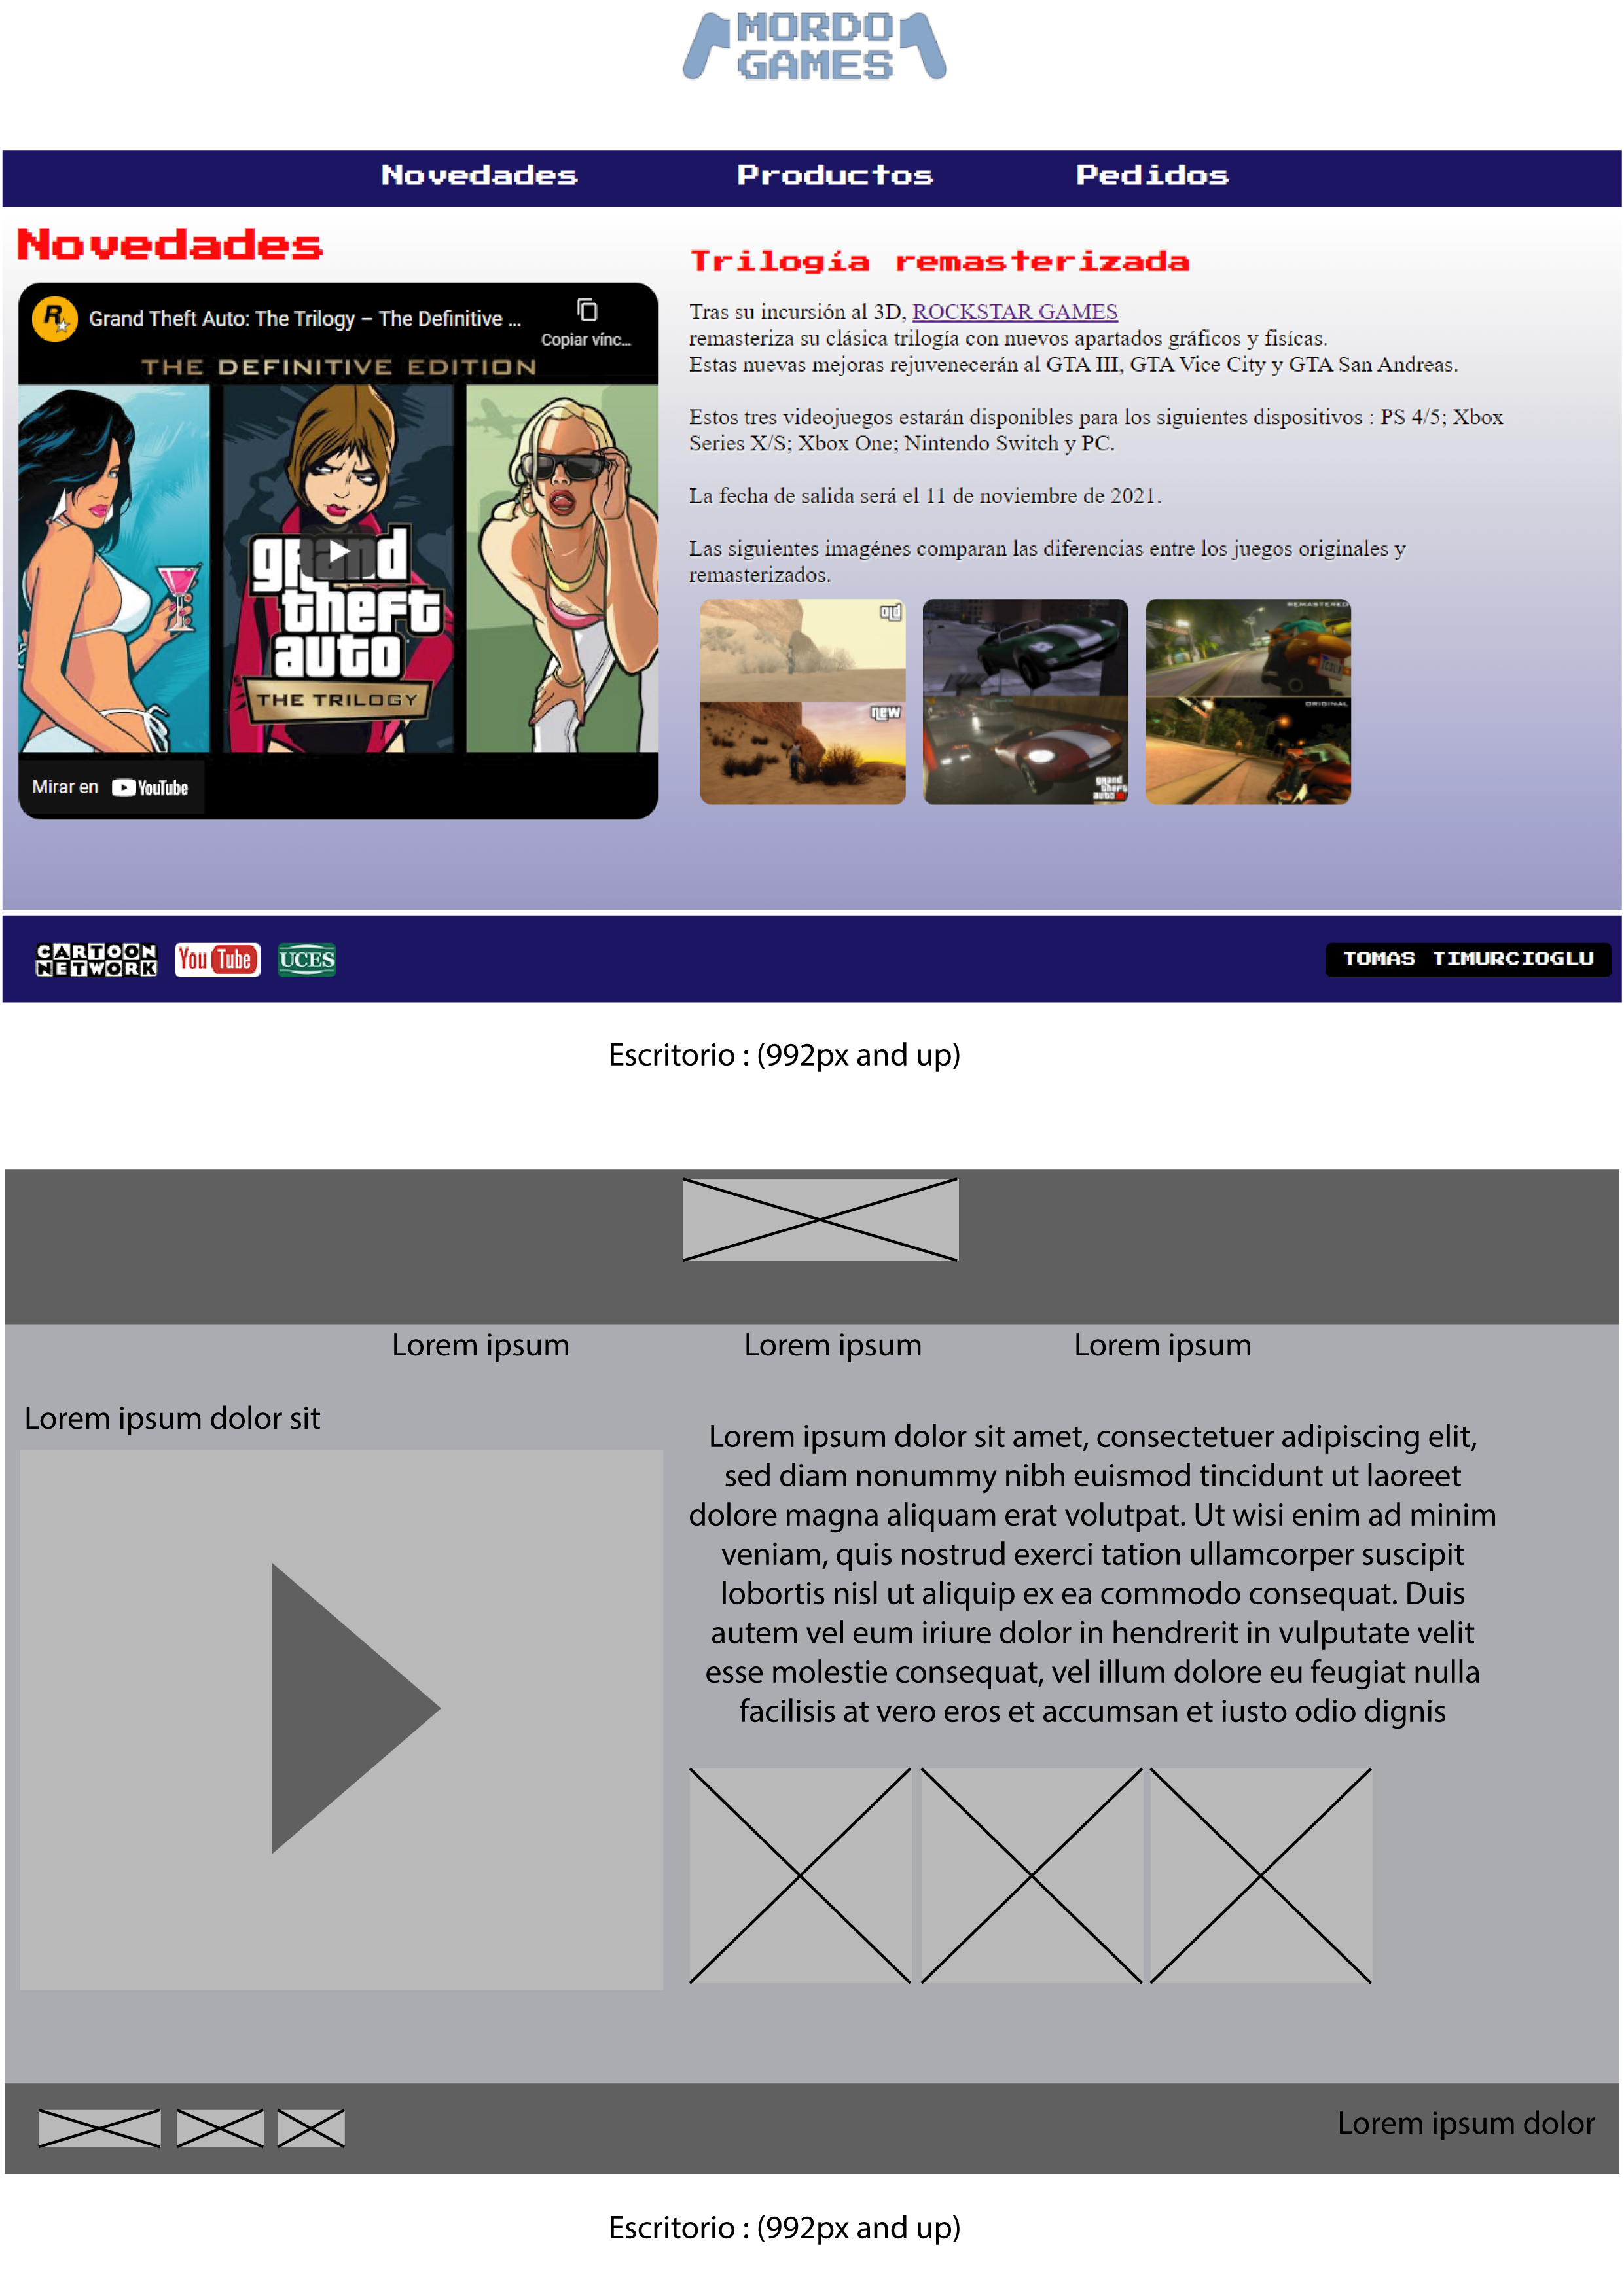 MORDO
GAMES
Novedades Productos Pedidos
Novedades
Grand Theft Auto: The Trilogy – The Definitive ...
Copiar vínc...
THE DEFINITIVE EDITION
grand
theft
auto
THE TRILOGY
Mirar en YouTube
Trilogía remasterizada
Tras su incursión al 3D, ROCKSTAR GAMES
remasteriza su clásica trilogía con nuevos apartados gráficos y fisícas.
Estas nuevas mejoras rejuvenecerán al GTA III, GTA Vice City y GTA San Andreas.
Estos tres videojuegos estarán disponibles para los siguientes dispositivos : PS 4/5; Xbox
Series X/S; Xbox One; Nintendo Switch y PC.
La fecha de salida será el 11 de noviembre de 2021.
Las siguientes imagénes comparan las diferencias entre los juegos originales y
remasterizados.
old
new
grand
theft
auto
REMASTERED
ORIGINAL
CARTOON
NETWORK
You Tube
UCES
TOMAS TIMURCIOGLU
Escritorio : (992px and up)
Lorem ipsum Lorem ipsum Lorem ipsum
Lorem ipsum dolor sit
Lorem ipsum dolor sit amet, consectetuer adipiscing elit,
sed diam nonummy nibh euismod tincidunt ut laoreet
dolore magna aliquam erat volutpat. Ut wisi enim ad minim
veniam, quis nostrud exerci tation ullamcorper suscipit
lobortis nisl ut aliquip ex ea commodo consequat. Duis
autem vel eum iriure dolor in hendrerit in vulputate velit
esse molestie consequat, vel illum dolore eu feugiat nulla
facilisis at vero eros et accumsan et iusto odio dignis
Lorem ipsum dolor
Escritorio : (992px and up)